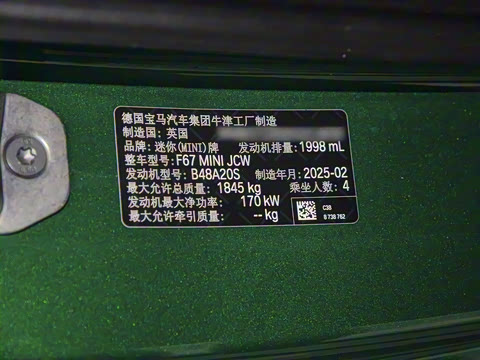 德国宝马汽车集团牛津工厂制造
制造国: 英国
品牌: 迷你(MINI)牌 发动机排量: 1998 mL
整车型号: F67 MINI JCW
发动机型号: B48A20S 制造年月: 2025-02
最大允许总质量: 1845 kg 乘坐人数: 4
发动机最大净功率: 170 kW
最大允许牵引质量: -- kg
C38
8 738 762